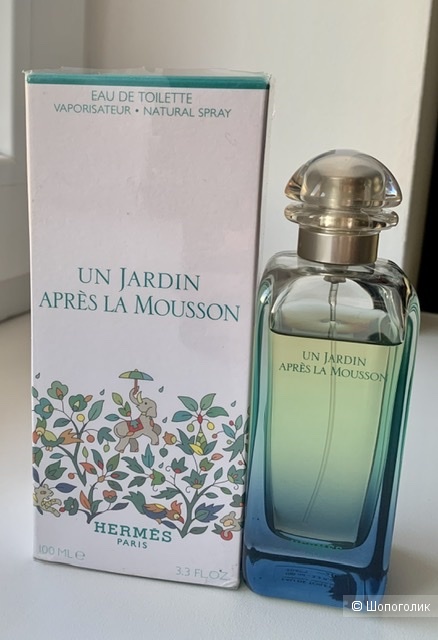 EAU DE TOILETTE
VAPORISATEUR • NATURAL SPRAY
UN JARDIN
APRÈS LA MOUSSON
HERMÈS
PARIS
100 ML ℮
3.3 FL.OZ
UN JARDIN
APRÈS LA MOUSSON
© Шопоголик